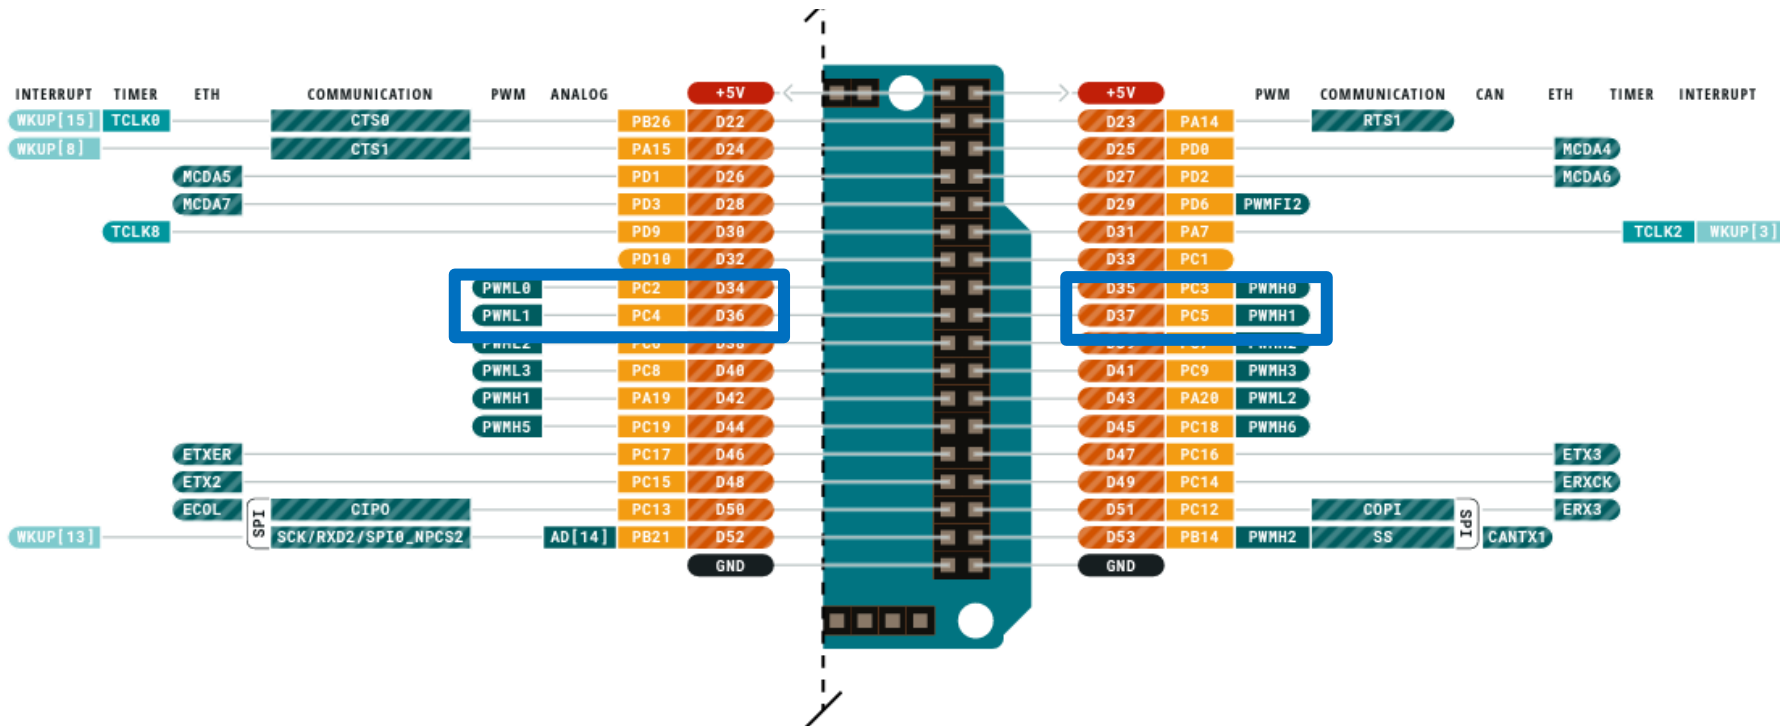 INTERRUPT TIMER ETH COMMUNICATION PWM ANALOG +5V +5V PWM COMMUNICATION CAN ETH TIMER INTERRUPT
WKUP[15] TCLK0 CTS0 PB26 D22 D23 PA14 RTS1
WKUP[8] CTS1 PA15 D24 D25 PD0 MCDA4
MCDA5 PD1 D26 D27 PD2 MCDA6
MCDA7 PD3 D28 D29 PD6 PWMFI2
TCLK8 PD9 D30 D31 PA7 TCLK2 WKUP[3]
PD10 D32 D33 PC1
PWML0 PC2 D34 D35 PC3 PWMH0
PWML1 PC4 D36 D37 PC5 PWMH1
PWML2 PC6 D38 D39 PC7 PWMH2
PWML3 PC8 D40 D41 PC9 PWMH3
PWMH1 PA19 D42 D43 PA20 PWML2
PWMH5 PC19 D44 D45 PC18 PWMH6
ETXER PC17 D46 D47 PC16 ETX3
ETX2 PC15 D48 D49 PC14 ERXCK
ECOL SPI CIPO PC13 D50 D51 PC12 COPI SPI ERX3
WKUP[13] SCK/RXD2/SPI0_NPCS2 AD[14] PB21 D52 D53 PB14 PWMH2 SS CANTX1
GND GND